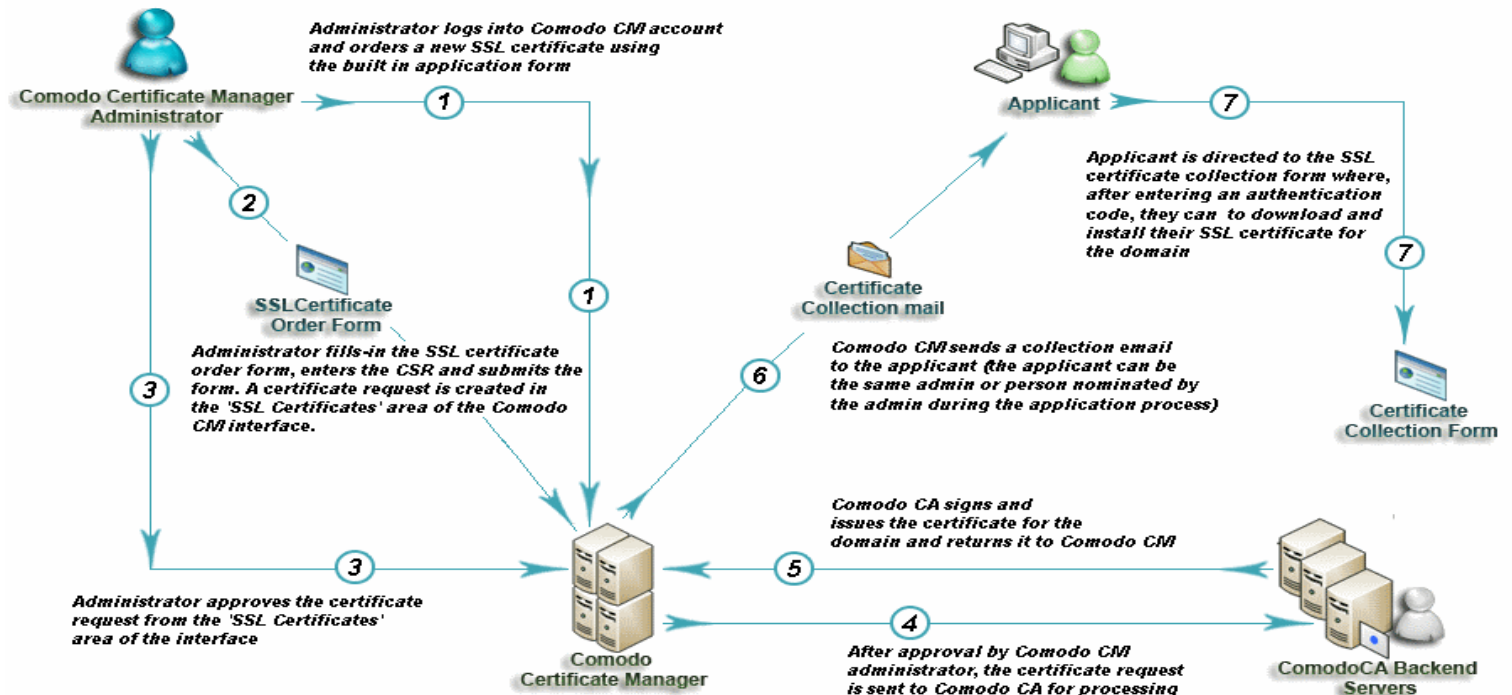 Administrator logs into Comodo CM account
and orders a new SSL certificate using
the built in application form
Comodo Certificate Manager
Administrator
1
Applicant
7
Applicant is directed to the SSL
certificate collection form where,
after entering an authentication
code, they can to download and
install their SSL certificate for
the domain
2
7
SSLCertificate
Order Form
1
Certificate
Collection mail
Administrator fills-in the SSL certificate
order form, enters the CSR and submits the
form. A certificate request is created in
the 'SSL Certificates' area of the Comodo
CM interface.
3
6
Comodo CM sends a collection email
to the applicant (the applicant can be
the same admin or person nominated by
the admin during the application process)
Certificate
Collection Form
Comodo CA signs and
issues the certificate for the
domain and returns it to Comodo CM
3
5
Administrator approves the certificate
request from the 'SSL Certificates'
area of the interface
4
Comodo
Certificate Manager
After approval by Comodo CM
administrator, the certificate request
is sent to Comodo CA for processing
ComodoCA Backend
Servers